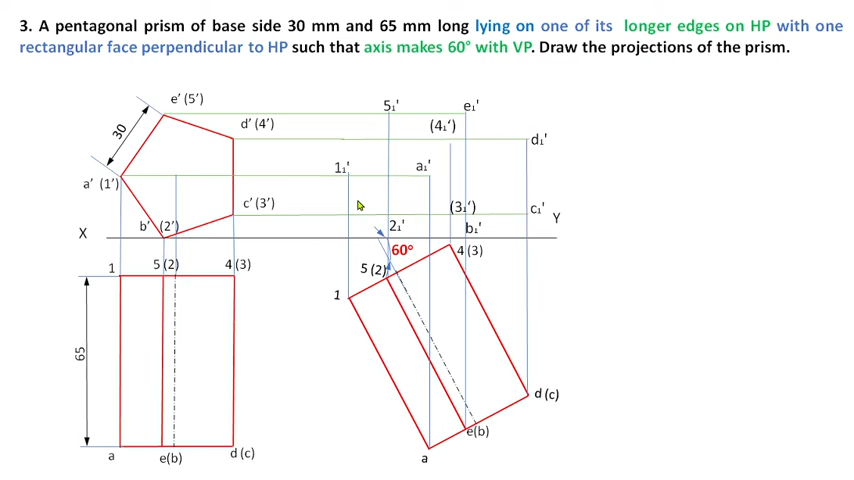 3. A pentagonal prism of base side 30 mm and 65 mm long lying on one of its longer edges on HP with one
rectangular face perpendicular to HP such that axis makes 60° with VP. Draw the projections of the prism.
e' (5')
5₁'
e₁'
30
d' (4')
(4₁')
d₁'
1₁'
a₁'
a' (1')
c' (3')
(3₁')
c₁'
b' (2')
2₁'
b₁'
X
Y
60°
4 (3)
1
5 (2)
4 (3)
5 (2)
1
65
d (c)
e(b)
a
e(b)
d (c)
a